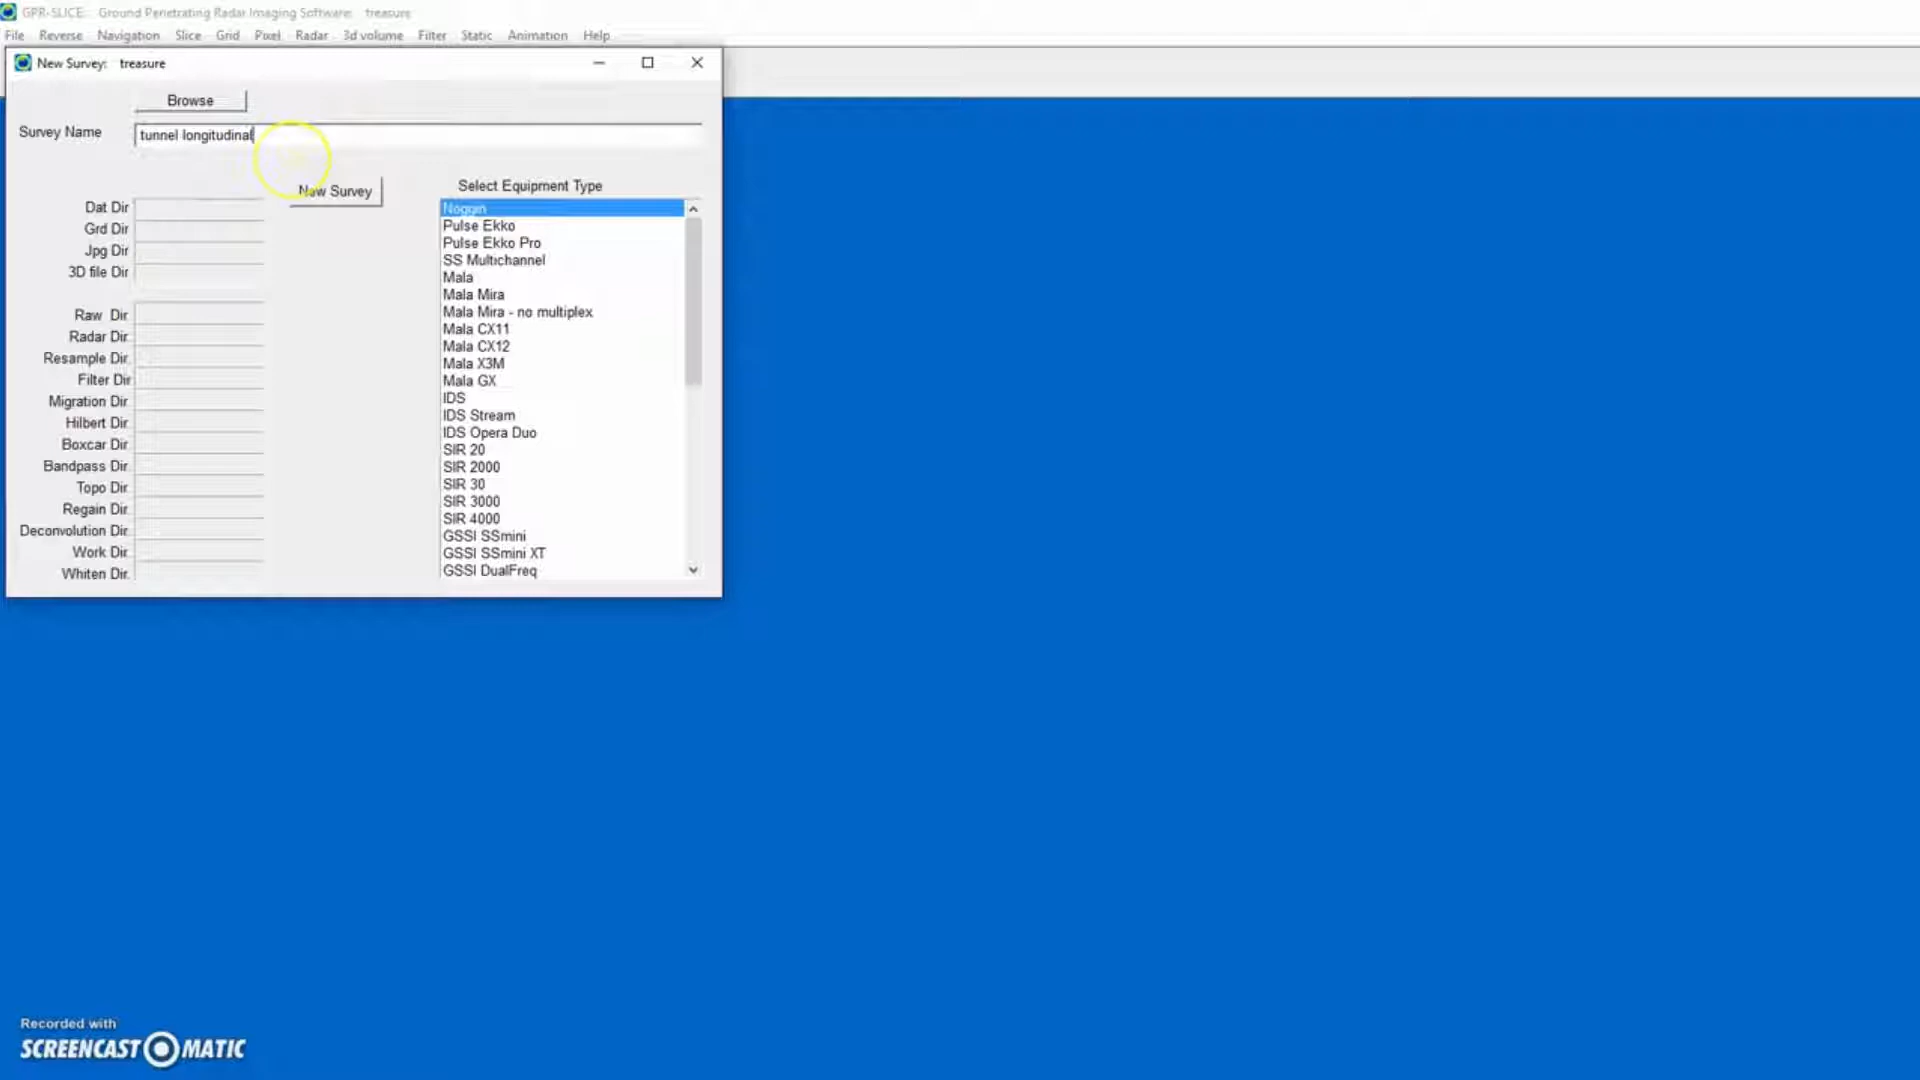 GPR-SLICE: Ground Penetrating Radar Imaging Software: treasure
File Reverse Navigation Slice Grid Pixel Radar 3d volume Filter Static Animation Help
New Survey: treasure
Browse
Survey Name tunnel longitudinal
New Survey
Select Equipment Type
Dat Dir
Grd Dir
Jpg Dir
3D file Dir
Raw Dir
Radar Dir
Resample Dir
Filter Dir
Migration Dir
Hilbert Dir
Boxcar Dir
Bandpass Dir
Topo Dir
Regain Dir
Deconvolution Dir
Work Dir
Whiten Dir
Noggin
Pulse Ekko
Pulse Ekko Pro
SS Multichannel
Mala
Mala Mira
Mala Mira - no multiplex
Mala CX11
Mala CX12
Mala X3M
Mala GX
IDS
IDS Stream
IDS Opera Duo
SIR 20
SIR 2000
SIR 30
SIR 3000
SIR 4000
GSSI SSmini
GSSI SSmini XT
GSSI DualFreq
Recorded with
SCREENCAST MATIC